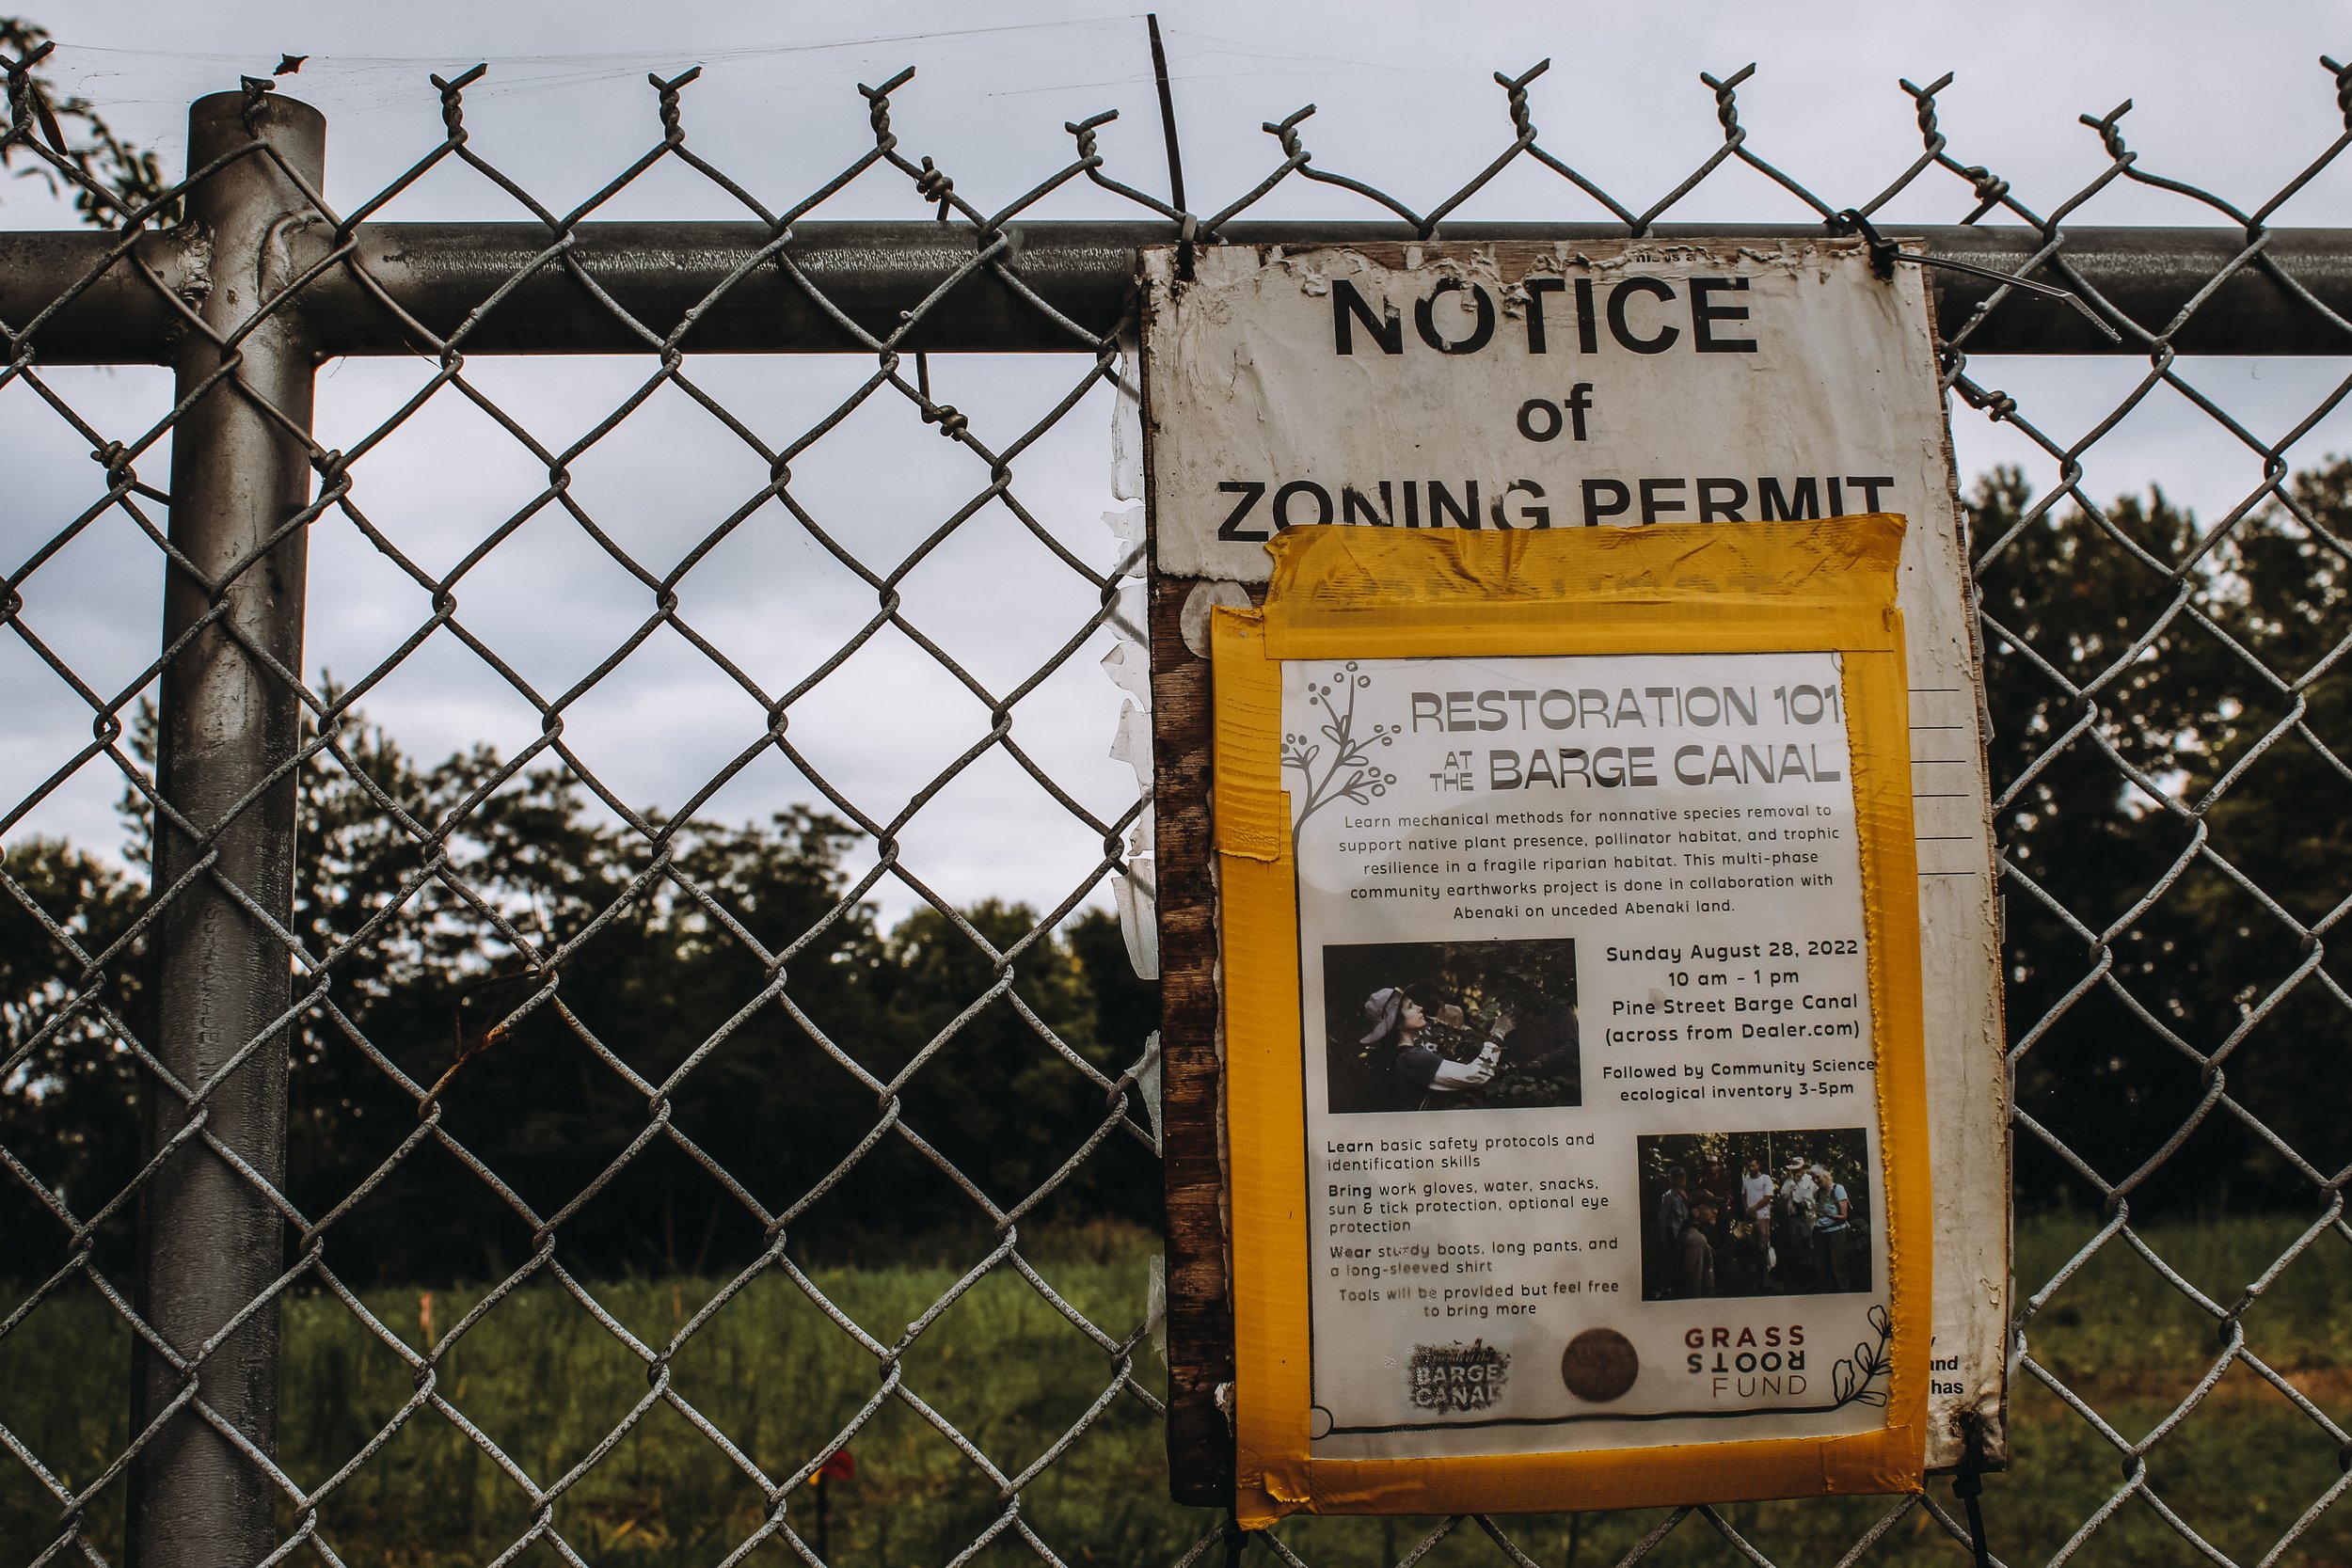 NOTICE
of
ZONING PERMIT
RESTORATION 101
AT
THE BARGE CANAL
Learn mechanical methods for nonnative species removal to
support native plant presence, pollinator habitat, and trophic
resilience in a fragile riparian habitat. This multi-phase
community earthworks project is done in collaboration with
Abenaki on unceded Abenaki land.
Sunday August 28, 2022
10 am - 1 pm
Pine Street Barge Canal
(across from Dealer.com)
Followed by Community Science
ecological inventory 3-5pm
Learn basic safety protocols and
identification skills
Bring work gloves, water, snacks,
sun & tick protection, optional eye
protection
Wear sturdy boots, long pants, and
a long-sleeved shirt
Tools will be provided but feel free
to bring more
BARGE
CANAL
GRASS
ROOTS
FUND
and
has